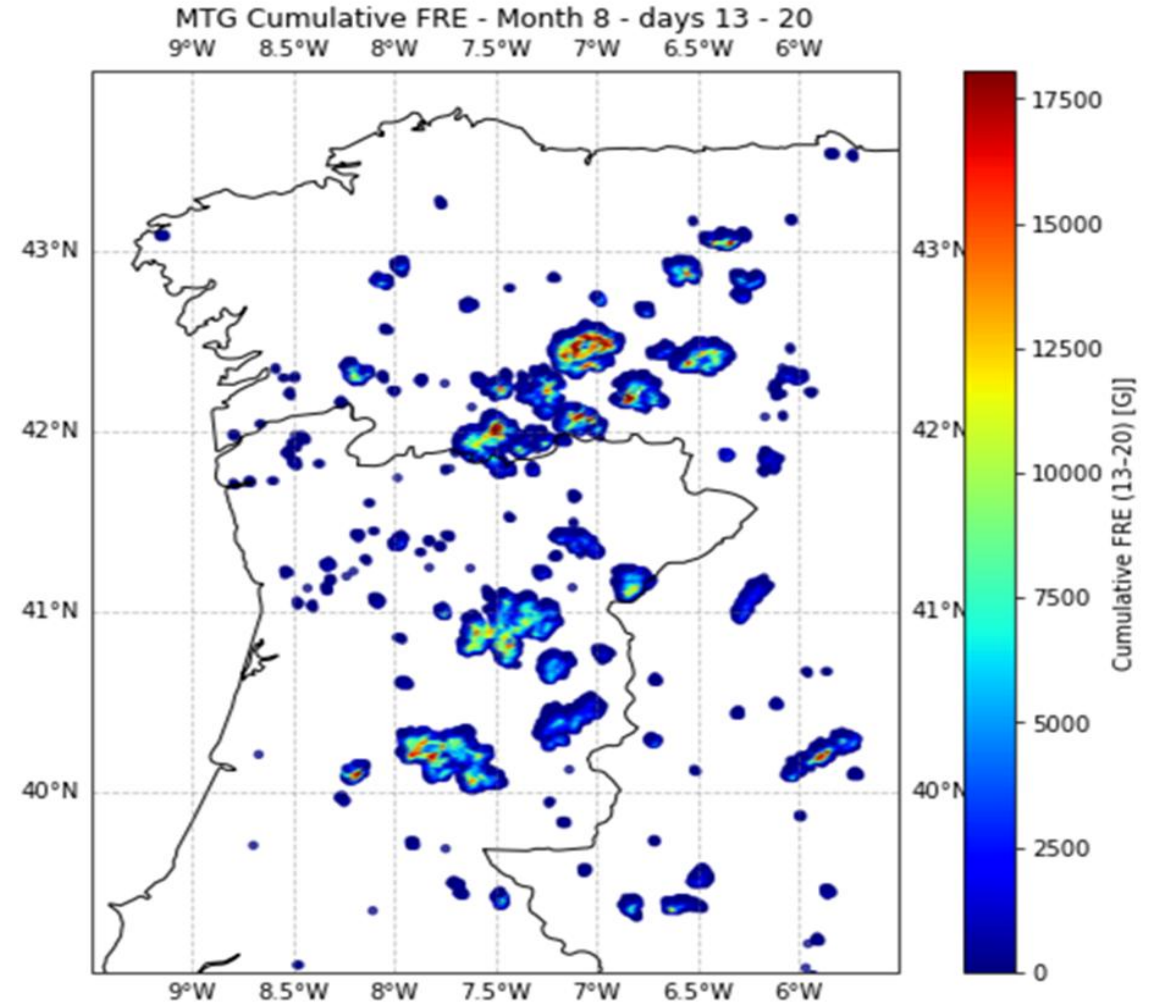 MTG Cumulative FRE - Month 8 - days 13 - 20
9°W 8.5°W 8°W 7.5°W 7°W 6.5°W 6°W
17500
15000
43°N 43°N
12500
42°N 42°N
10000
7500
41°N 41°N
5000
40°N 40°N
2500
0
9°W 8.5°W 8°W 7.5°W 7°W 6.5°W 6°W
Cumulative FRE (13-20) [GJ]